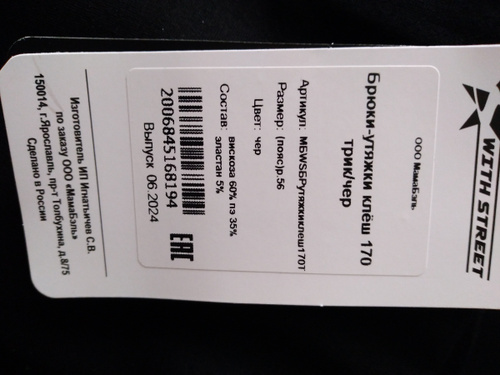 WITH STREET
ООО МамаБэль
Брюки-утяжки клёш 170
трик/чер
Артикул: МБWSБРутяжкиклеш170Т
Размер: (пояс)р.56
Цвет: чер
Состав: вискоза 60% пэ 35%
эластан 5%
2006845168194
Выпуск 06.2024
ЕАС
Изготовитель ИП Игнатьичев С.В.
по заказу ООО «МамаБэль»
150014, г.Ярославль, пр-т Толбухина, д.8/75
Сделано в России